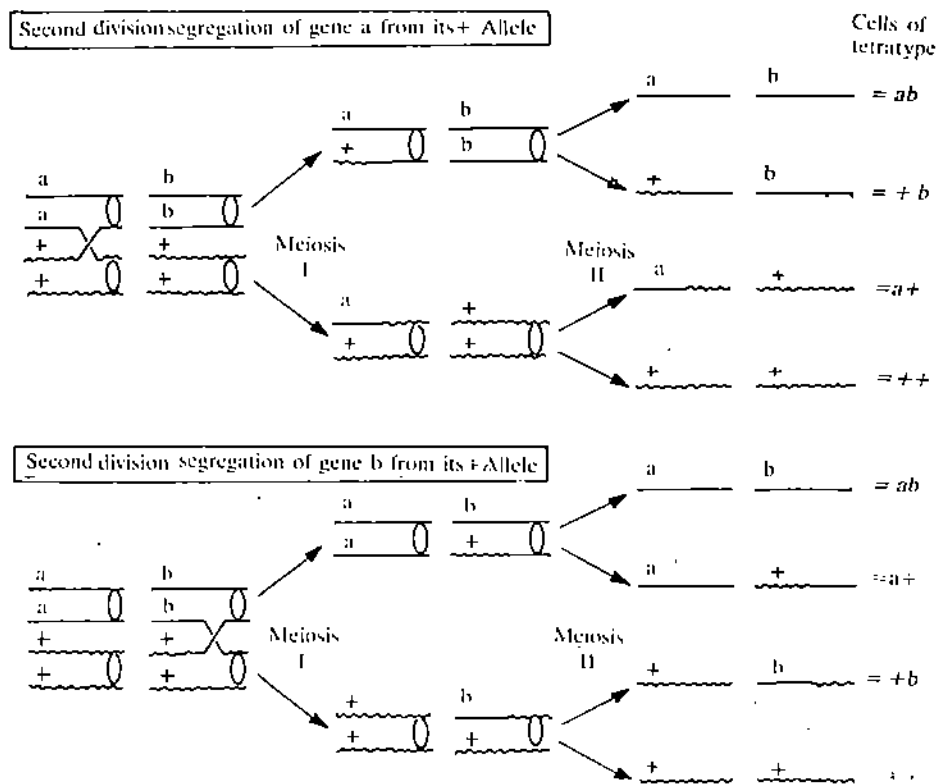 Second division segregation of gene a from its + Allele
Cells of
tetratype
a b = ab
a b
+ b
+ b = + b
a b
a b
+ +
+ +
Meiosis
I
Meiosis
II
a + = a+
a +
+ +
+ + = ++
Second division segregation of gene b from its + Allele
a b = ab
a b
a +
a + = a+
a b
a b
+ +
+ +
Meiosis
I
Meiosis
II
+ b = +b
+ b
+ +
+ +